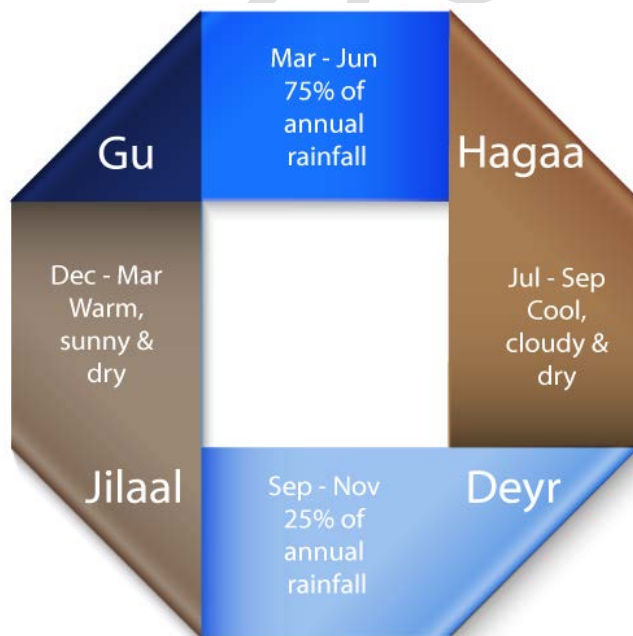 Gu
Mar - Jun
75% of
annual
rainfall
Hagaa
Jul - Sep
Cool,
cloudy &
dry
Deyr
Sep - Nov
25% of
annual
rainfall
Jilaal
Dec - Mar
Warm,
sunny &
dry